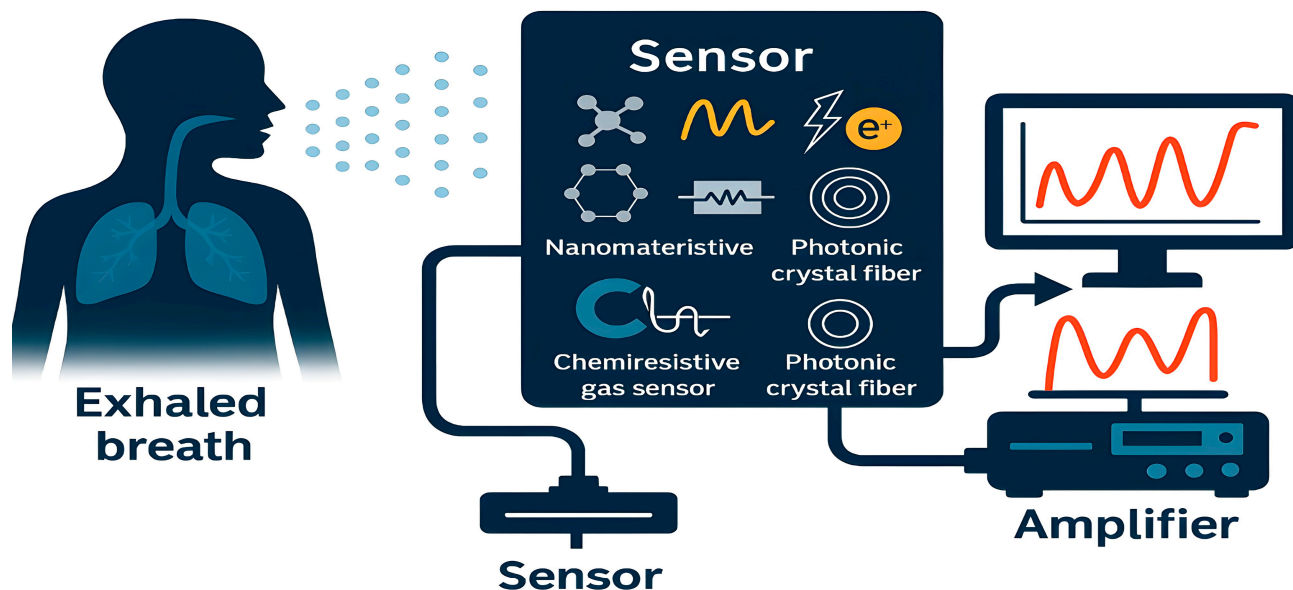 Sensor
e+
Nanomateristive
Photonic
crystal fiber
Chemiresistive
gas sensor
Photonic
crystal fiber
Exhaled
breath
Sensor
Amplifier